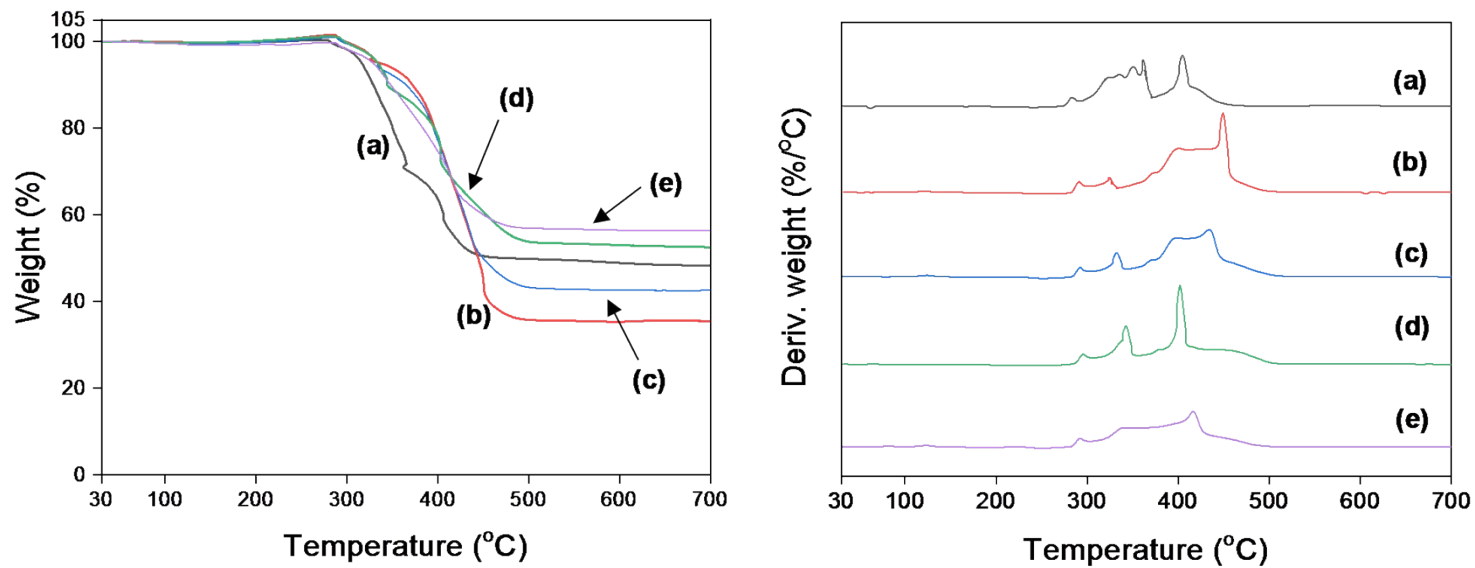 105
100
80
60
40
20
0
Weight (%)
(a)
(d)
(e)
(b)
(c)
30 100 200 300 400 500 600 700
Temperature (°C)
Deriv. weight (%/°C)
(a)
(b)
(c)
(d)
(e)
30 100 200 300 400 500 600 700
Temperature (°C)